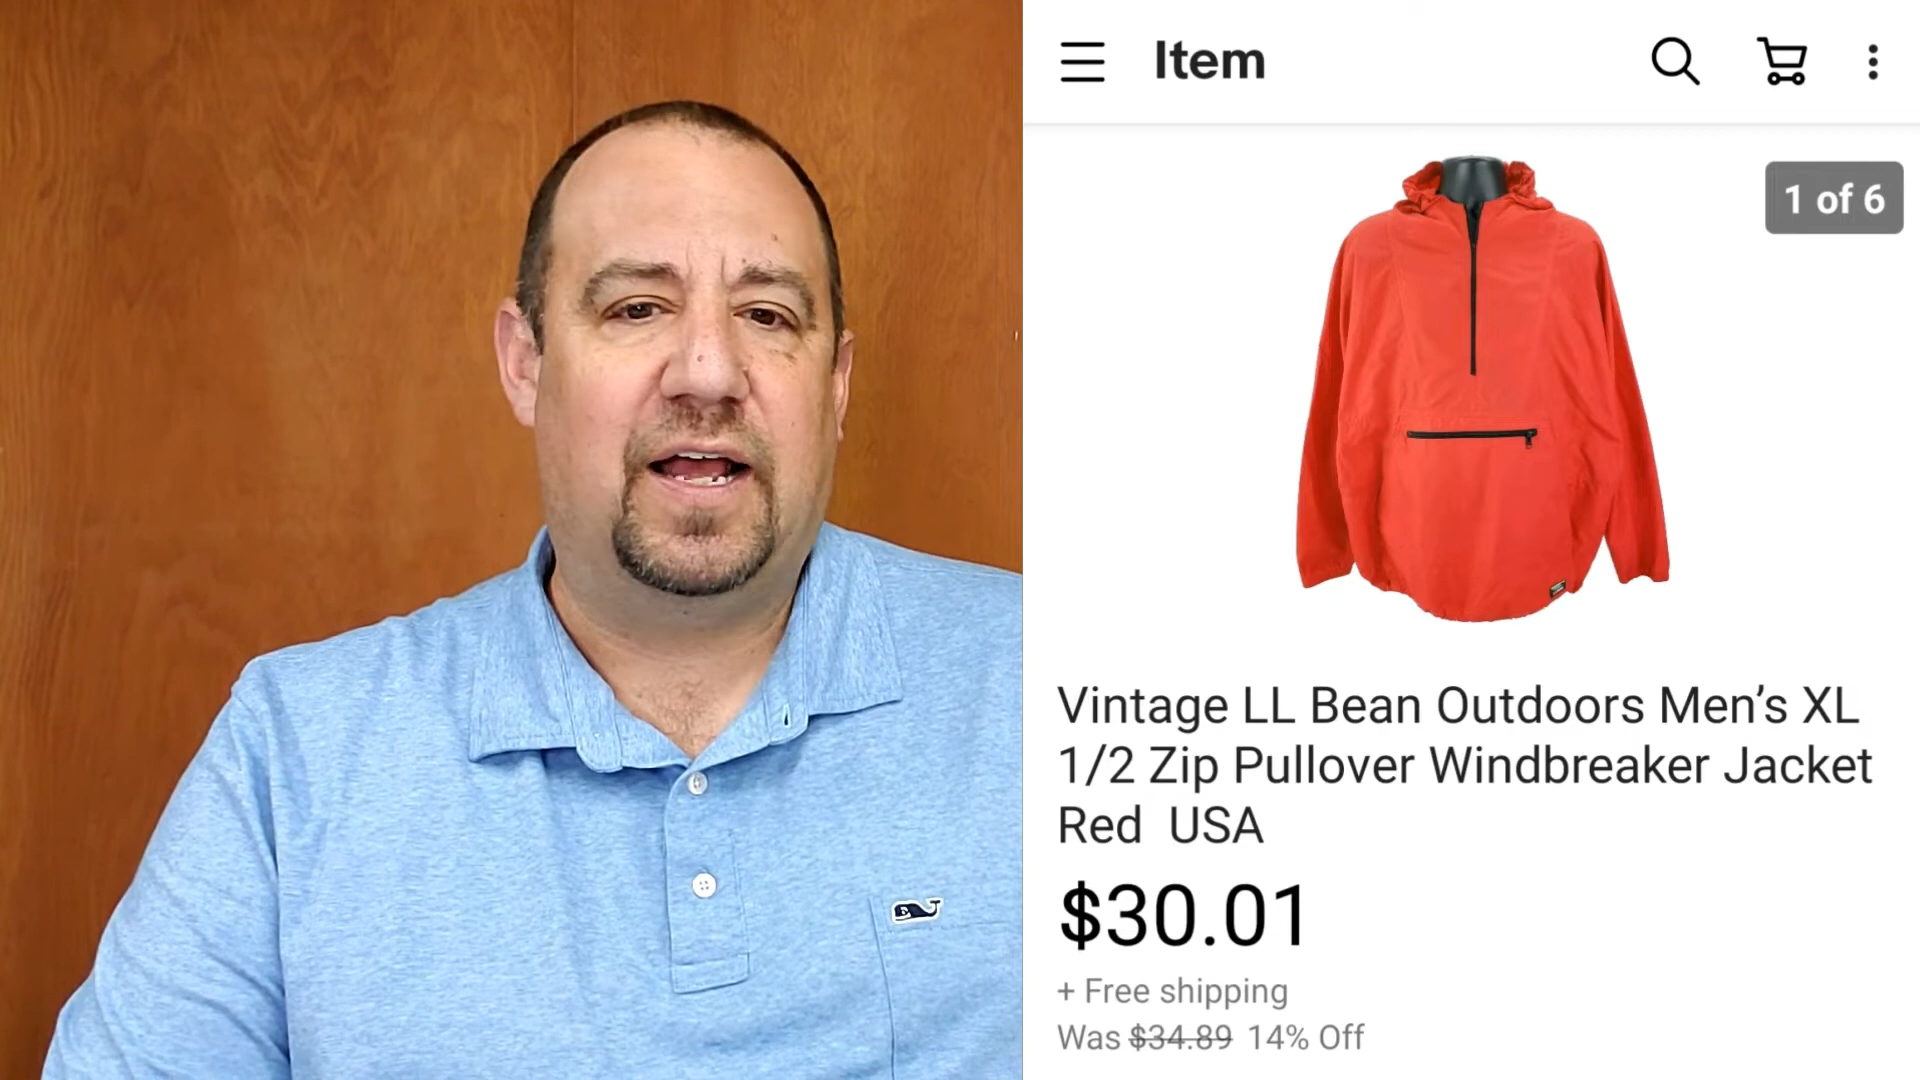 Item
1 of 6
Vintage LL Bean Outdoors Men’s XL
1/2 Zip Pullover Windbreaker Jacket
Red  USA
$30.01
+ Free shipping
Was $34.89 14% Off